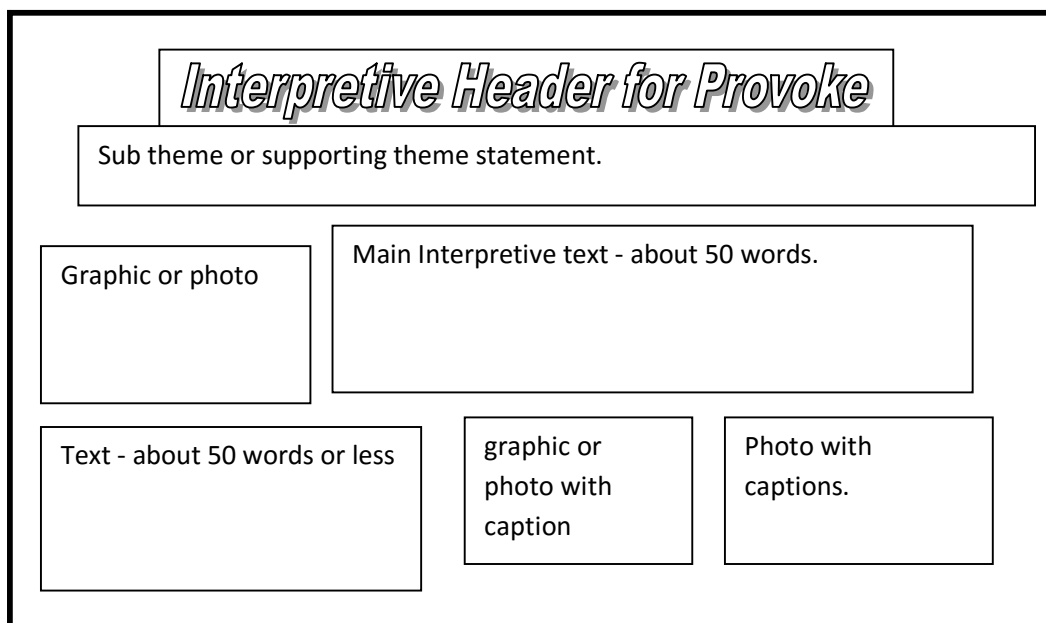 Interpretive Header for Provoke
Sub theme or supporting theme statement.
Graphic or photo
Main Interpretive text - about 50 words.
Text - about 50 words or less
graphic or
photo with
caption
Photo with
captions.